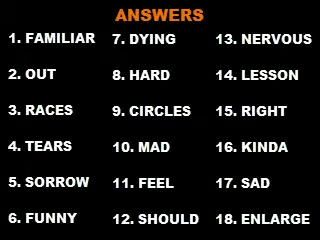 ANSWERS
1. FAMILIAR
2. OUT
3. RACES
4. TEARS
5. SORROW
6. FUNNY
7. DYING
8. HARD
9. CIRCLES
10. MAD
11. FEEL
12. SHOULD
13. NERVOUS
14. LESSON
15. RIGHT
16. KINDA
17. SAD
18. ENLARGE